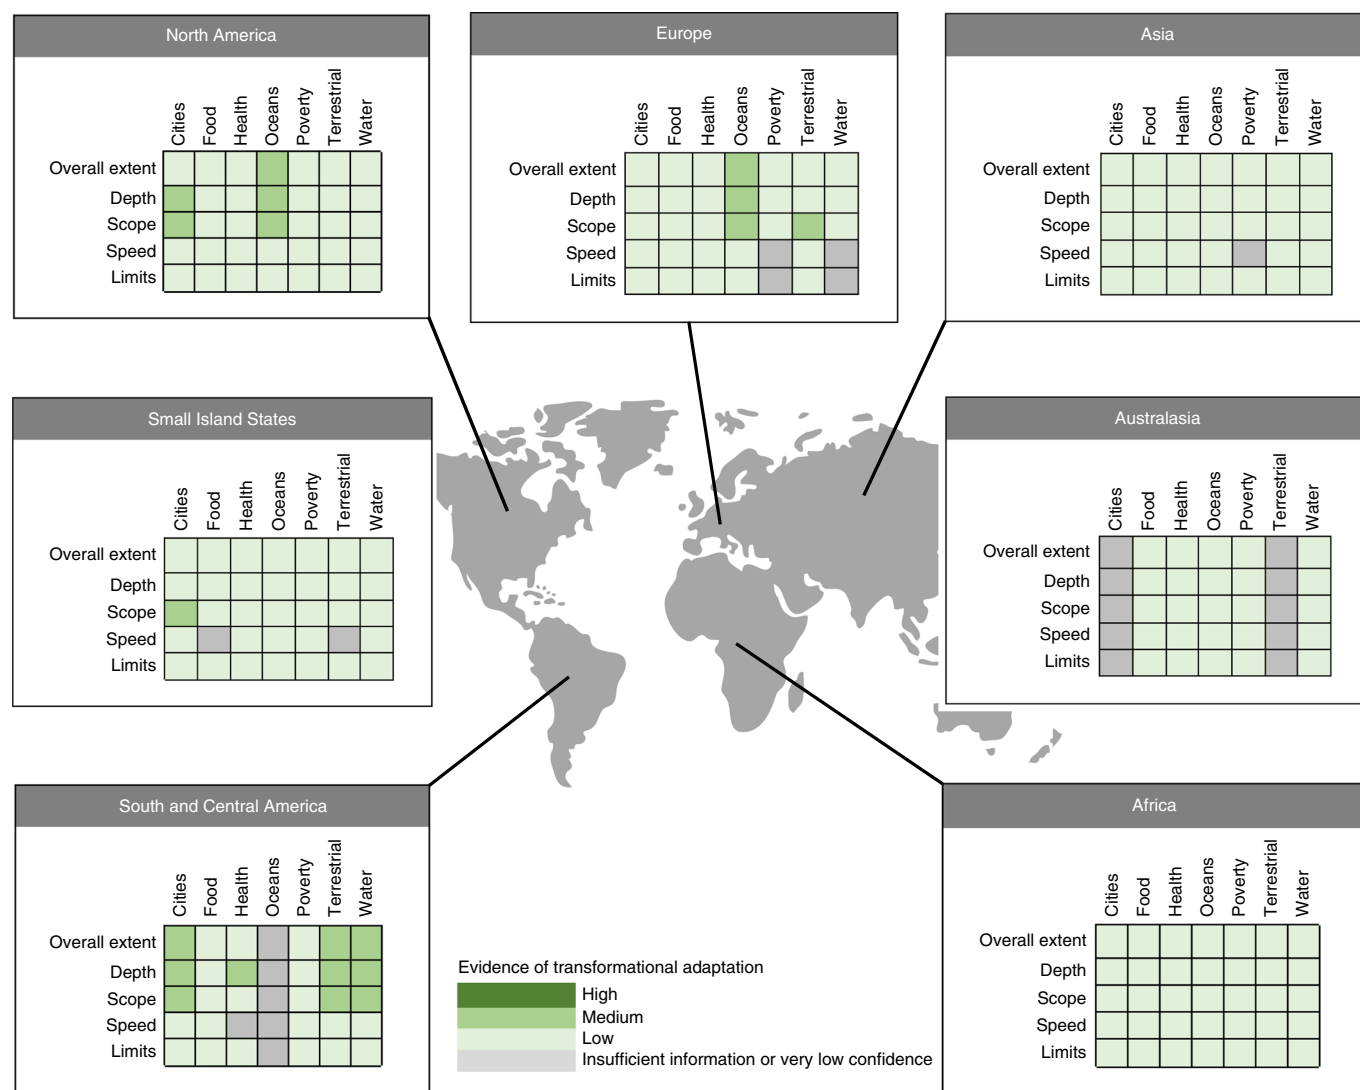 North America
Cities
Food
Health
Oceans
Poverty
Terrestrial
Water
Overall extent
Depth
Scope
Speed
Limits
Europe
Cities
Food
Health
Oceans
Poverty
Terrestrial
Water
Overall extent
Depth
Scope
Speed
Limits
Asia
Cities
Food
Health
Oceans
Poverty
Terrestrial
Water
Overall extent
Depth
Scope
Speed
Limits
Small Island States
Cities
Food
Health
Oceans
Poverty
Terrestrial
Water
Overall extent
Depth
Scope
Speed
Limits
Australasia
Cities
Food
Health
Oceans
Poverty
Terrestrial
Water
Overall extent
Depth
Scope
Speed
Limits
South and Central America
Cities
Food
Health
Oceans
Poverty
Terrestrial
Water
Overall extent
Depth
Scope
Speed
Limits
Evidence of transformational adaptation
High
Medium
Low
Insufficient information or very low confidence
Africa
Cities
Food
Health
Oceans
Poverty
Terrestrial
Water
Overall extent
Depth
Scope
Speed
Limits